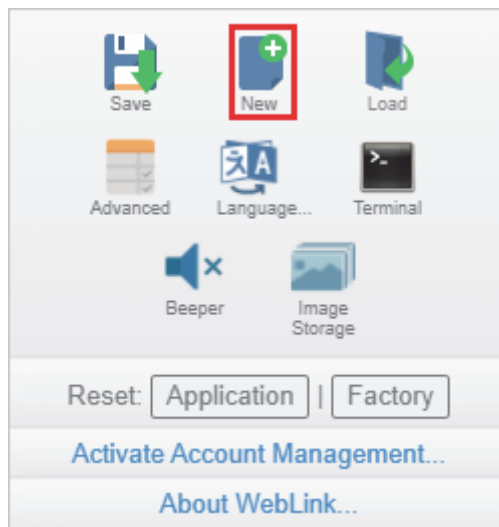 Save New Load
Advanced Language... Terminal
Beeper Image
Storage
Reset: Application | Factory
Activate Account Management...
About WebLink...